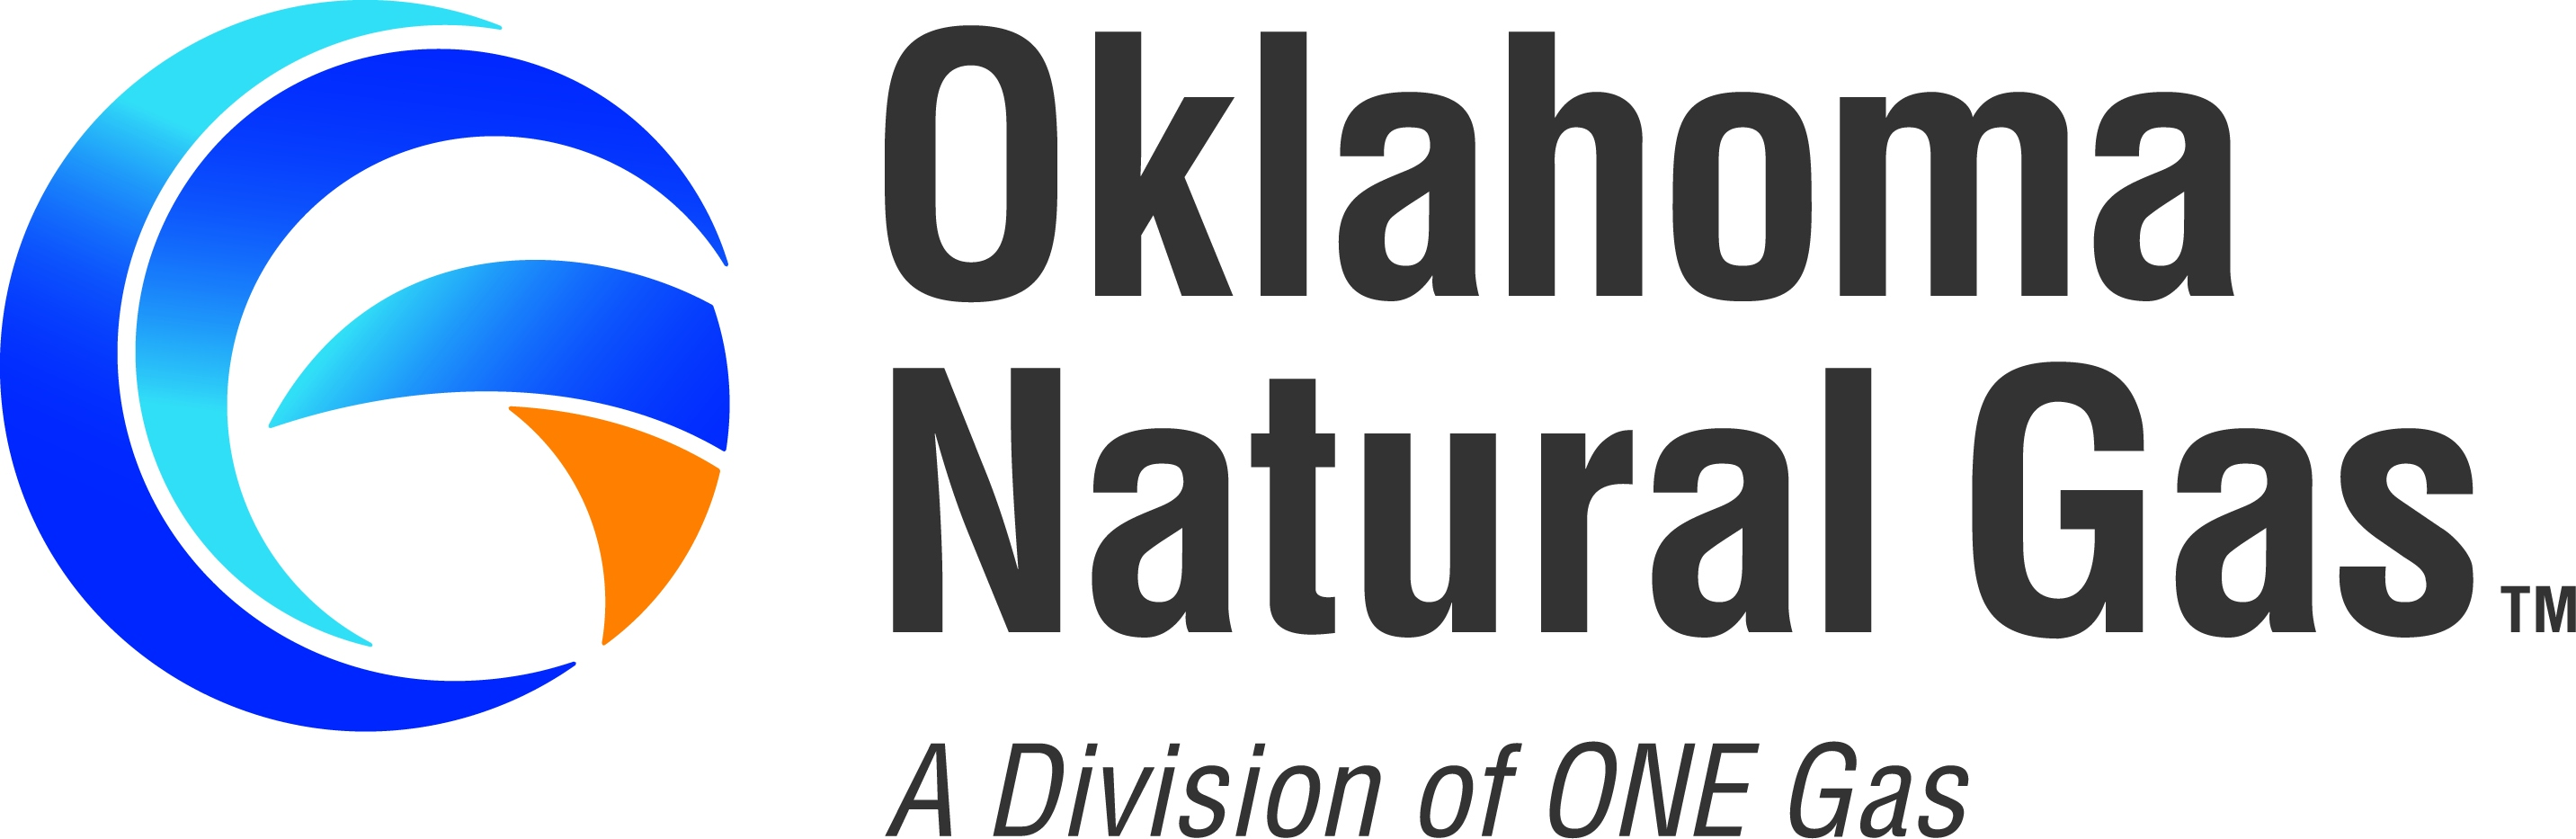 Oklahoma
Natural Gas™
A Division of ONE Gas